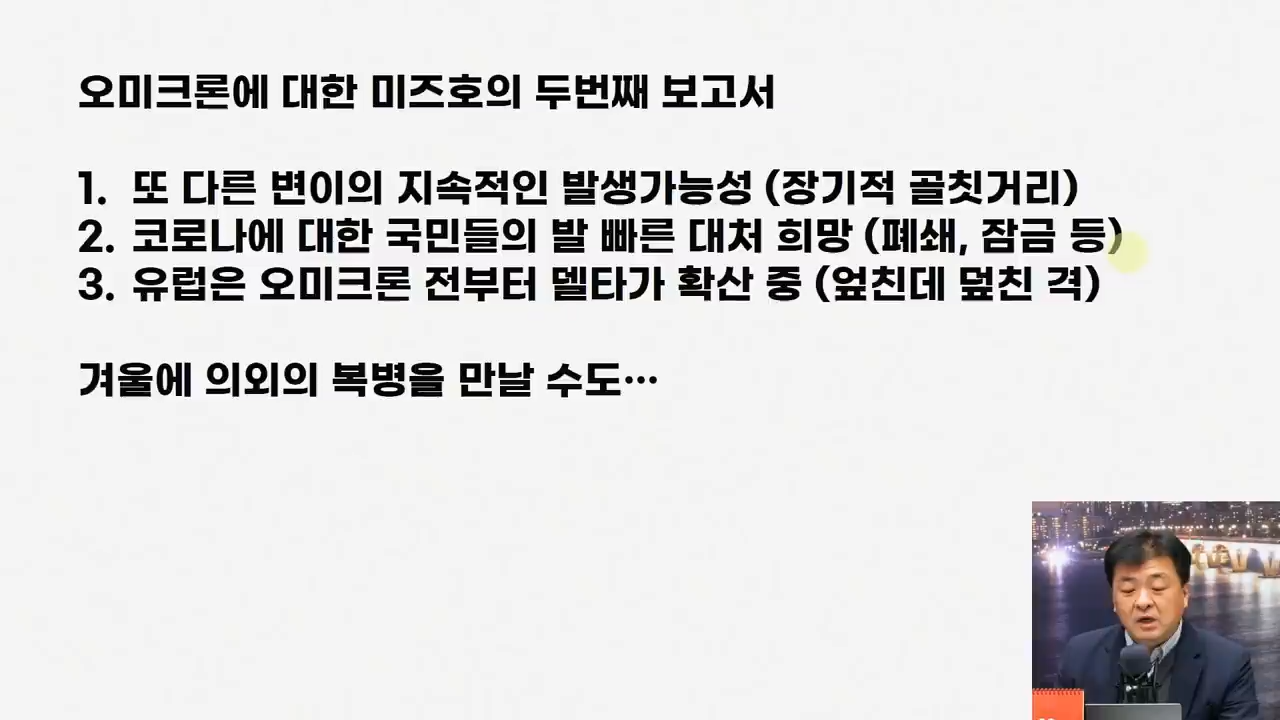 오미크론에 대한 미즈호의 두번째 보고서
1. 또 다른 변이의 지속적인 발생가능성 (장기적 골칫거리)
2. 코로나에 대한 국민들의 발 빠른 대처 희망 (폐쇄, 잠금 등)
3. 유럽은 오미크론 전부터 델타가 확산 중 (엎친데 덮친 격)
겨울에 의외의 복병을 만날 수도…